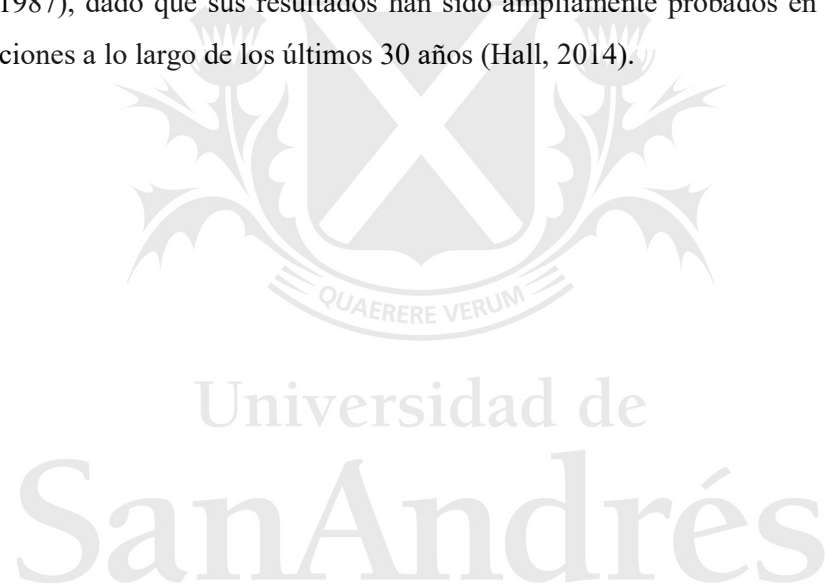 1987), dado que sus resultados han sido ampliamente probados en
ciones a lo largo de los últimos 30 años (Hall, 2014).
QUAERERE VERUM
Universidad de
SanAndrés